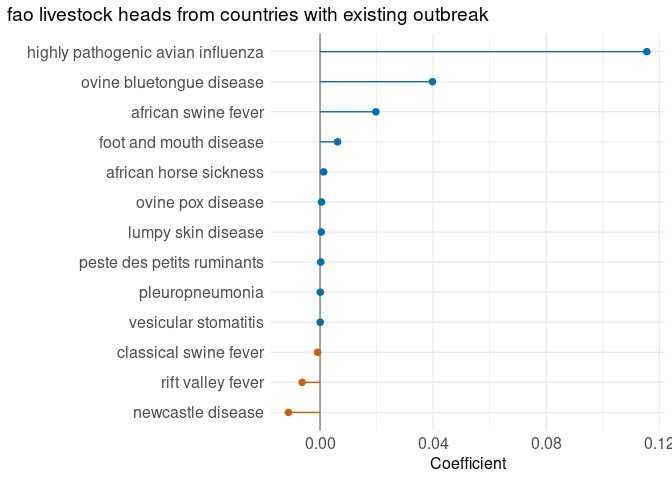 fao livestock heads from countries with existing outbreak
highly pathogenic avian influenza
ovine bluetongue disease
african swine fever
foot and mouth disease
african horse sickness
ovine pox disease
lumpy skin disease
peste des petits ruminants
pleuropneumonia
vesicular stomatitis
classical swine fever
rift valley fever
newcastle disease
0.00 0.04 0.08 0.12
Coefficient